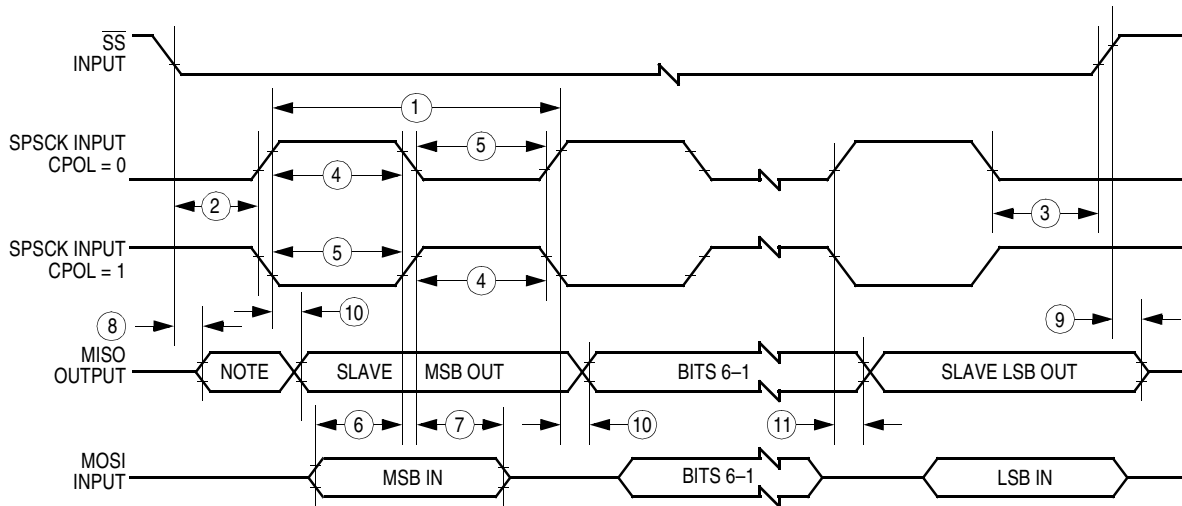 SS
INPUT
1
SPSCK INPUT
CPOL = 0
5
4
2
3
SPSCK INPUT
CPOL = 1
5
4
8
10
9
MISO
OUTPUT
NOTE
SLAVE MSB OUT
BITS 6–1
SLAVE LSB OUT
6
7
10
11
MOSI
INPUT
MSB IN
BITS 6–1
LSB IN